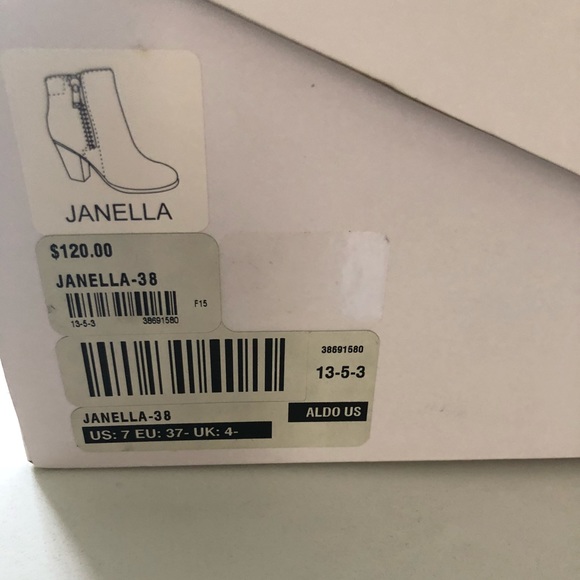 JANELLA
$120.00
JANELLA-38
F15
13-5-3 38691580
38691580
13-5-3
ALDO US
JANELLA-38
US: 7 EU: 37- UK: 4-